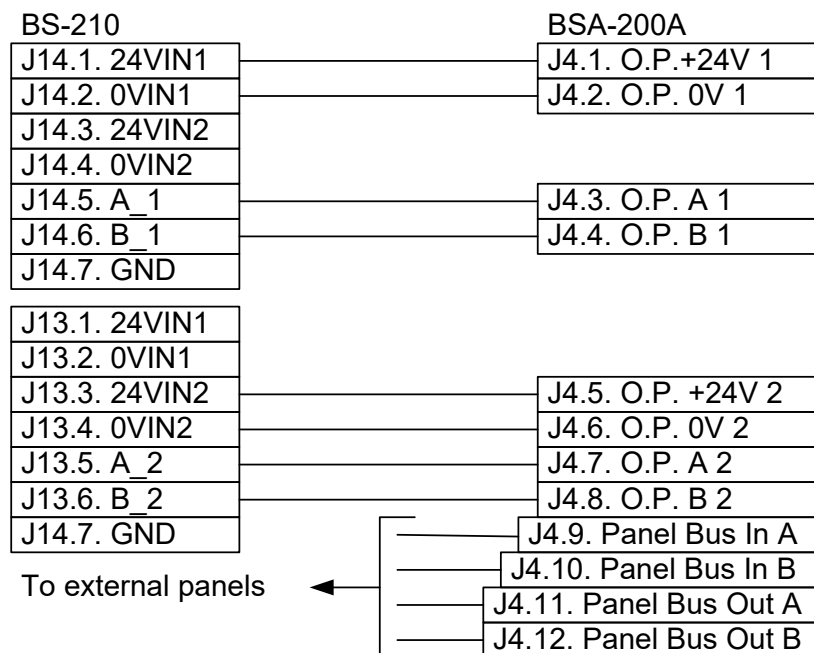 BS-210
J14.1. 24VIN1
J14.2. 0VIN1
J14.3. 24VIN2
J14.4. 0VIN2
J14.5. A_1
J14.6. B_1
J14.7. GND
J13.1. 24VIN1
J13.2. 0VIN1
J13.3. 24VIN2
J13.4. 0VIN2
J13.5. A_2
J13.6. B_2
J14.7. GND
To external panels
BSA-200A
J4.1. O.P.+24V 1
J4.2. O.P. 0V 1
J4.3. O.P. A 1
J4.4. O.P. B 1
J4.5. O.P. +24V 2
J4.6. O.P. 0V 2
J4.7. O.P. A 2
J4.8. O.P. B 2
J4.9. Panel Bus In A
J4.10. Panel Bus In B
J4.11. Panel Bus Out A
J4.12. Panel Bus Out B